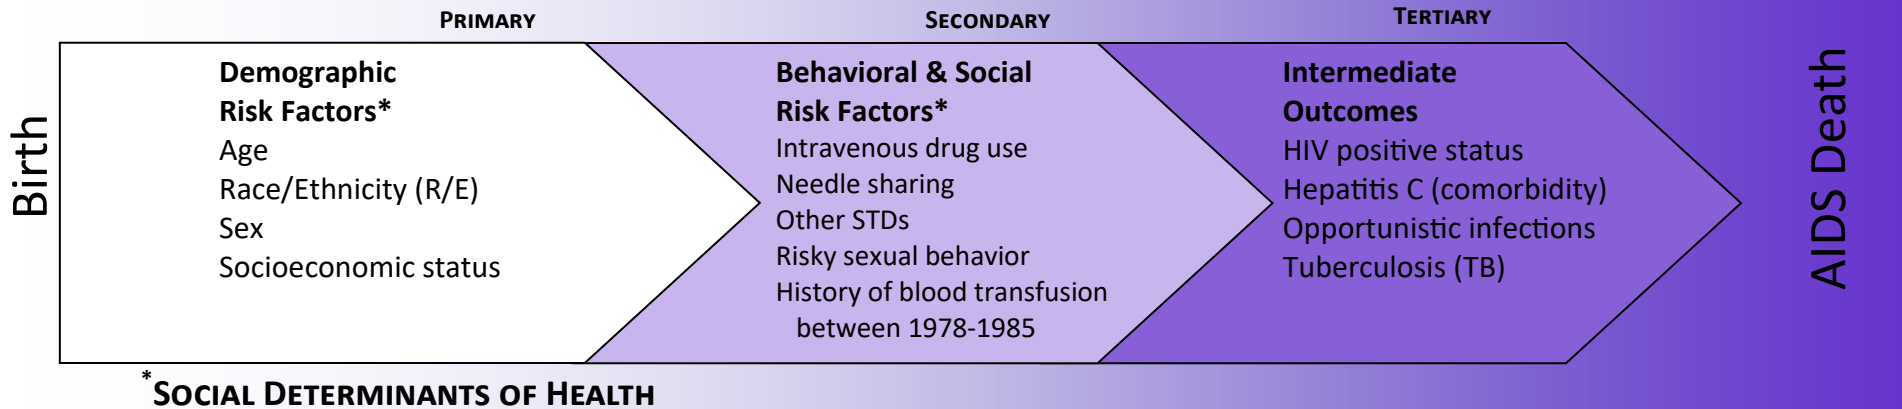 PRIMARY
SECONDARY
TERTIARY
Birth
Demographic
Risk Factors*
Age
Race/Ethnicity (R/E)
Sex
Socioeconomic status
Behavioral & Social
Risk Factors*
Intravenous drug use
Needle sharing
Other STDs
Risky sexual behavior
History of blood transfusion
between 1978-1985
Intermediate
Outcomes
HIV positive status
Hepatitis C (comorbidity)
Opportunistic infections
Tuberculosis (TB)
AIDS Death
*SOCIAL DETERMINANTS OF HEALTH